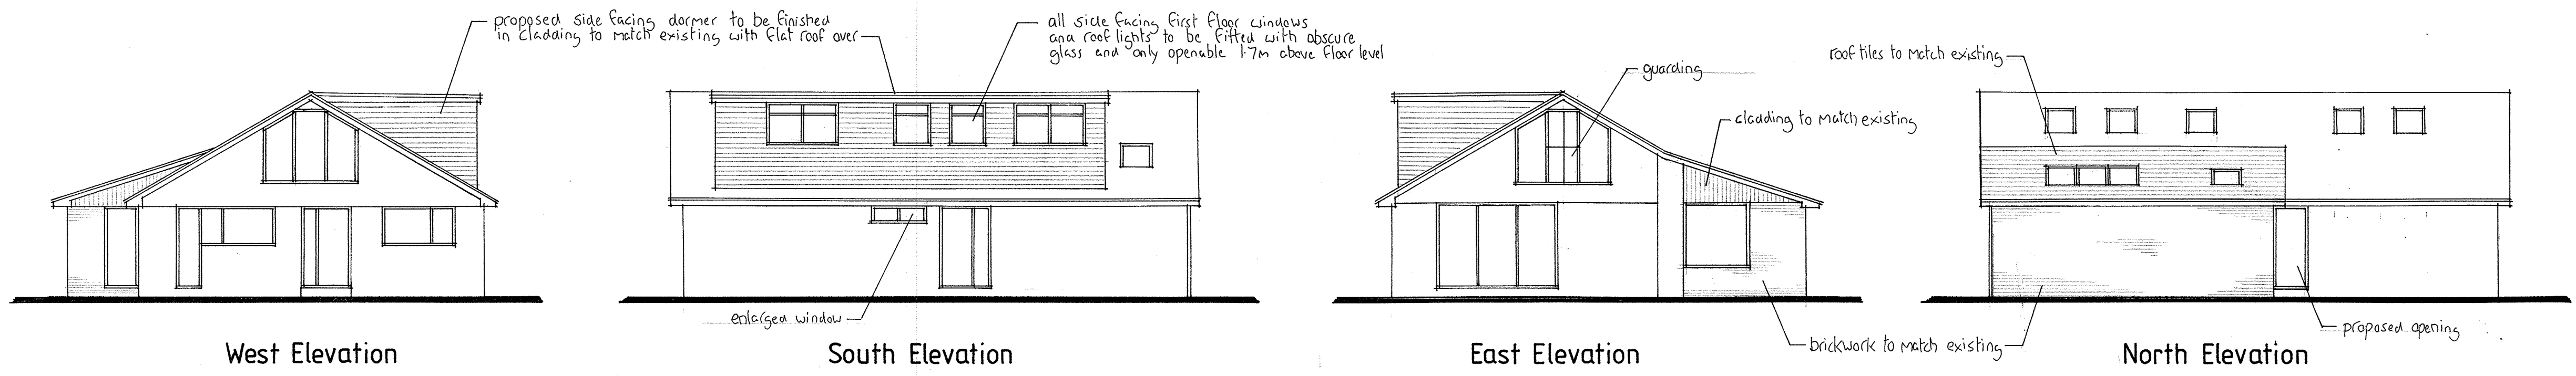 proposed side facing dormer to be finished
in cladding to match existing with flat roof over
all side facing first floor windows
and roof lights to be fitted with obscure
glass and only openable 1·7m above floor level
guarding
cladding to match existing
roof tiles to match existing
enlarged window
brickwork to match existing
proposed opening
West Elevation
South Elevation
East Elevation
North Elevation